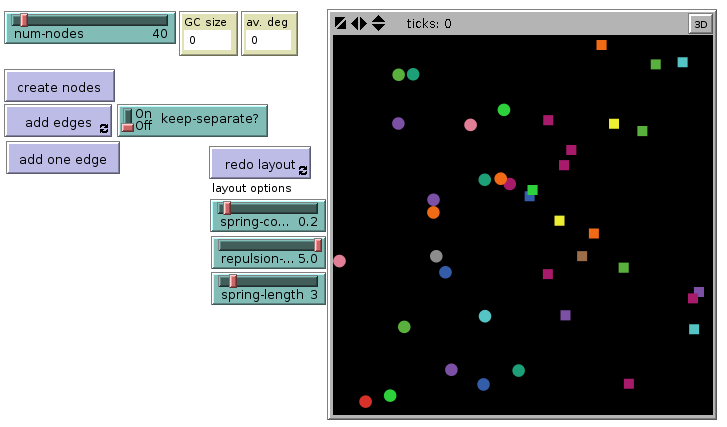 num-nodes 40
GC size
0
av. deg
0
ticks: 0
3D
create nodes
add edges
On
Off
keep-separate?
add one edge
redo layout
layout options
spring-co... 0.2
repulsion-... 5.0
spring-length 3